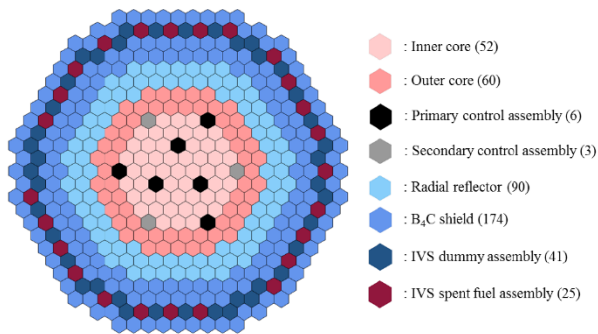 : Inner core (52)
: Outer core (60)
: Primary control assembly (6)
: Secondary control assembly (3)
: Radial reflector (90)
: B₄C shield (174)
: IVS dummy assembly (41)
: IVS spent fuel assembly (25)